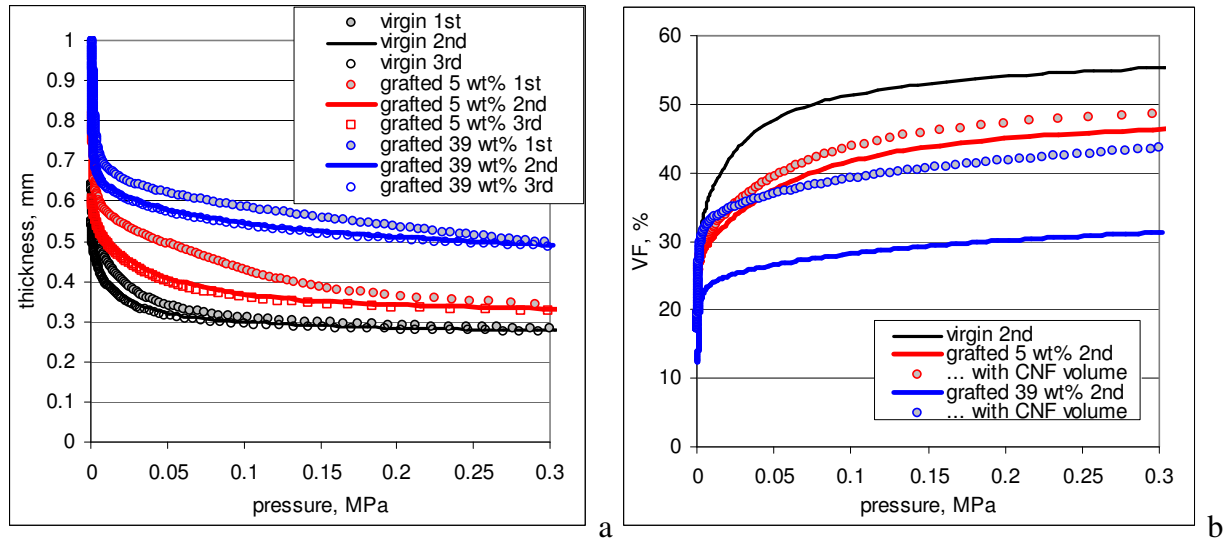 1
0.9
0.8
0.7
0.6
0.5
0.4
0.3
0.2
0.1
0
thickness, mm
0
0.05
0.1
0.15
0.2
0.25
0.3
pressure, MPa
virgin 1st
virgin 2nd
virgin 3rd
grafted 5 wt% 1st
grafted 5 wt% 2nd
grafted 5 wt% 3rd
grafted 39 wt% 1st
grafted 39 wt% 2nd
grafted 39 wt% 3rd
a
60
50
40
30
20
10
0
VF, %
0
0.05
0.1
0.15
0.2
0.25
0.3
pressure, MPa
virgin 2nd
grafted 5 wt% 2nd
... with CNF volume
grafted 39 wt% 2nd
... with CNF volume
b